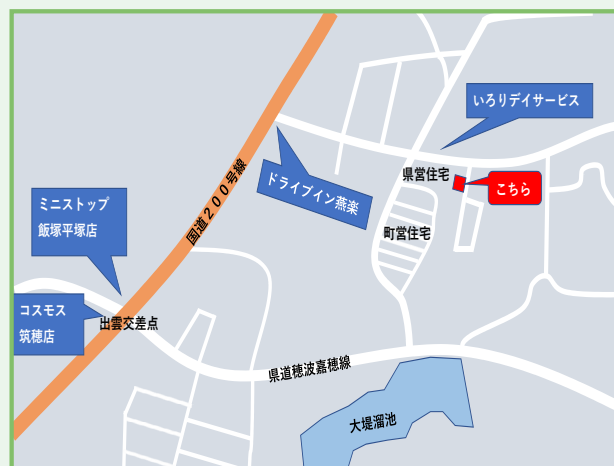 いろりデイサービス
県営住宅
こちら
ドライブイン燕楽
国道200号線
ミニストップ
飯塚平塚店
町営住宅
コスモス
筑穂店
出雲交差点
県道穂波嘉穂線
大堤溜池